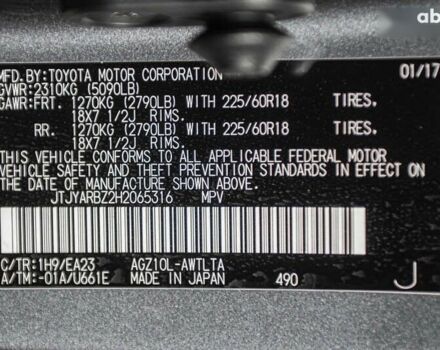 abe
MFD.BY:TOYOTA MOTOR CORPORATION 01/17
GVWR:2310KG (5090LB)
GAWR:FRT. 1270KG (2790LB) WITH 225/60R18 TIRES.
18X7 1/2J RIMS.
RR. 1270KG (2790LB) WITH 225/60R18 TIRES.
18X7 1/2J RIMS.
THIS VEHICLE CONFORMS TO ALL APPLICABLE FEDERAL MOTOR
VEHICLE SAFETY AND THEFT PREVENTION STANDARDS IN EFFECT ON
THE DATE OF MANUFACTURE SHOWN ABOVE.
JTJYARBZ2H2065316 MPV
C/TR:1H9/EA23 AGZ10L-AWTLTA
A/TM:-01A/U661E MADE IN JAPAN 490 J